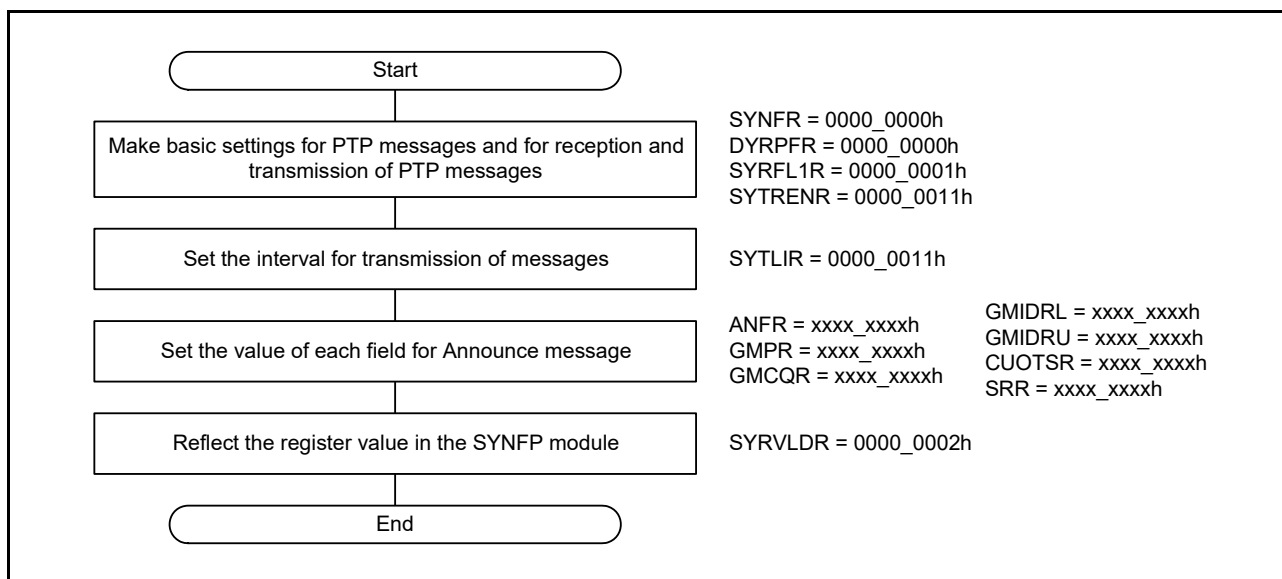 Start
Make basic settings for PTP messages and for reception and
transmission of PTP messages
SYNFR = 0000_0000h
DYRPFR = 0000_0000h
SYRFL1R = 0000_0001h
SYTRENR = 0000_0011h
Set the interval for transmission of messages
SYTLIR = 0000_0011h
Set the value of each field for Announce message
ANFR = xxxx_xxxxh
GMPR = xxxx_xxxxh
GMCQR = xxxx_xxxxh
GMIDRL = xxxx_xxxxh
GMIDRU = xxxx_xxxxh
CUOTSR = xxxx_xxxxh
SRR = xxxx_xxxxh
Reflect the register value in the SYNFP module
SYRVLDR = 0000_0002h
End